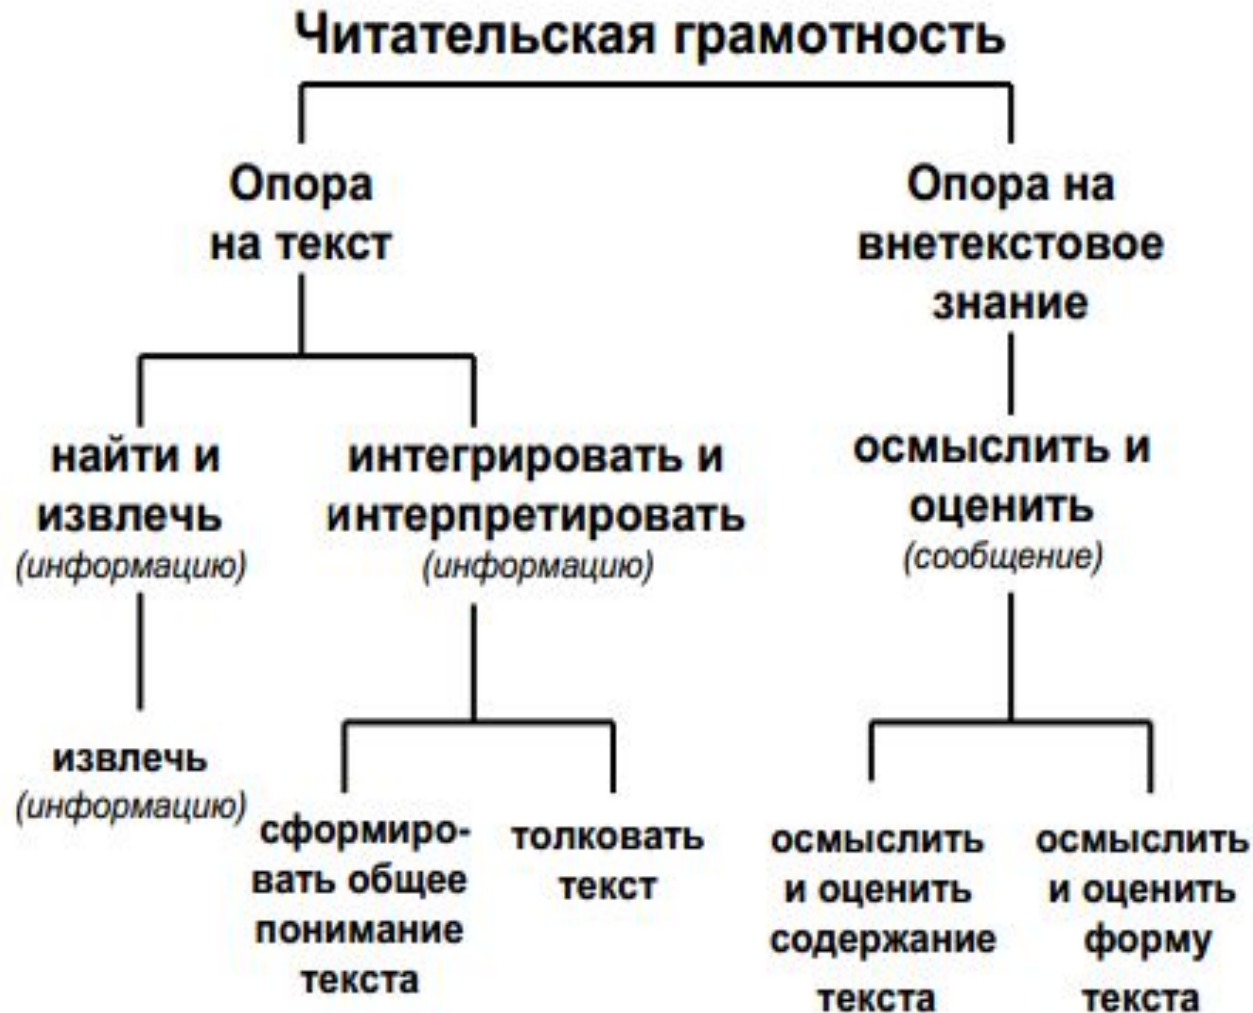 Читательская грамотность
Опора
на текст
Опора на
внетекстовое
знание
найти и
извлечь
(информацию)
интегрировать и
интерпретировать
(информацию)
осмыслить и
оценить
(сообщение)
извлечь
(информацию)
сформиро-
вать общее
понимание
текста
толковать
текст
осмыслить
и оценить
содержание
текста
осмыслить
и оценить
форму
текста